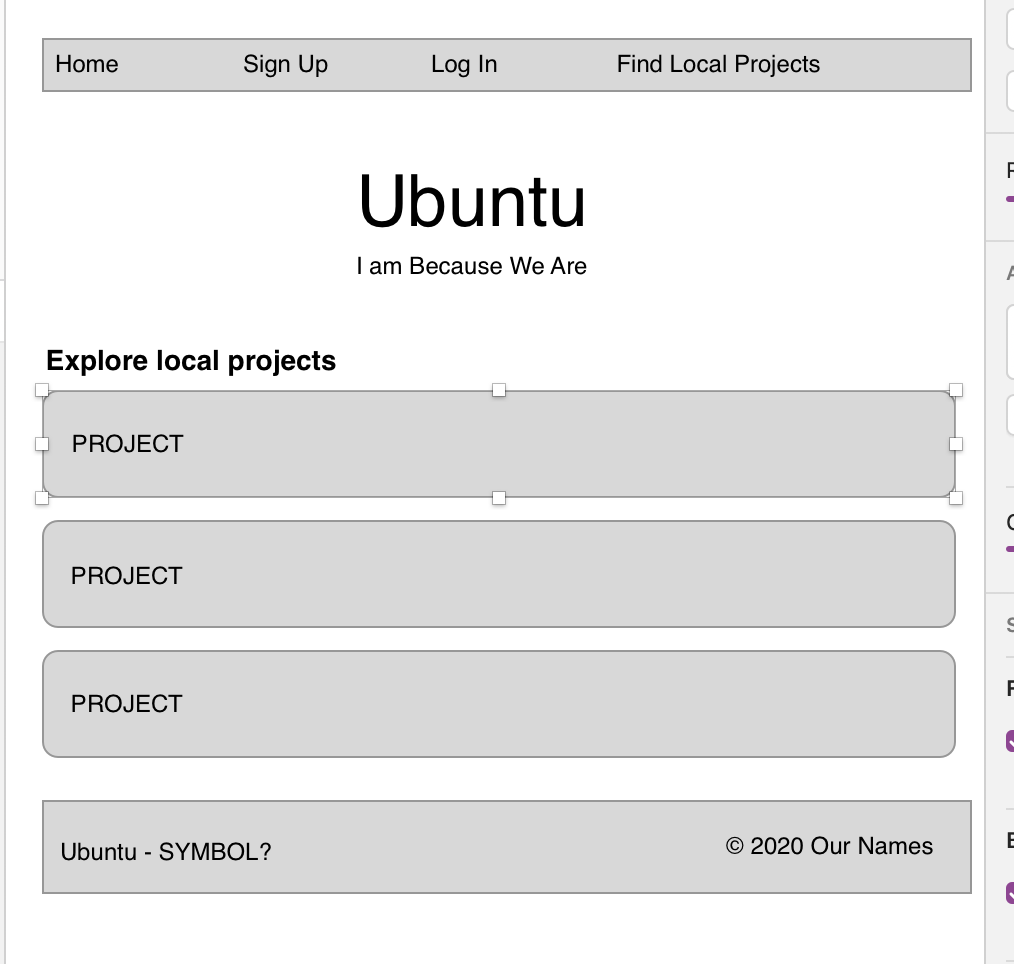 Home Sign Up Log In Find Local Projects
Ubuntu
I am Because We Are
Explore local projects
PROJECT
PROJECT
PROJECT
Ubuntu - SYMBOL? © 2020 Our Names